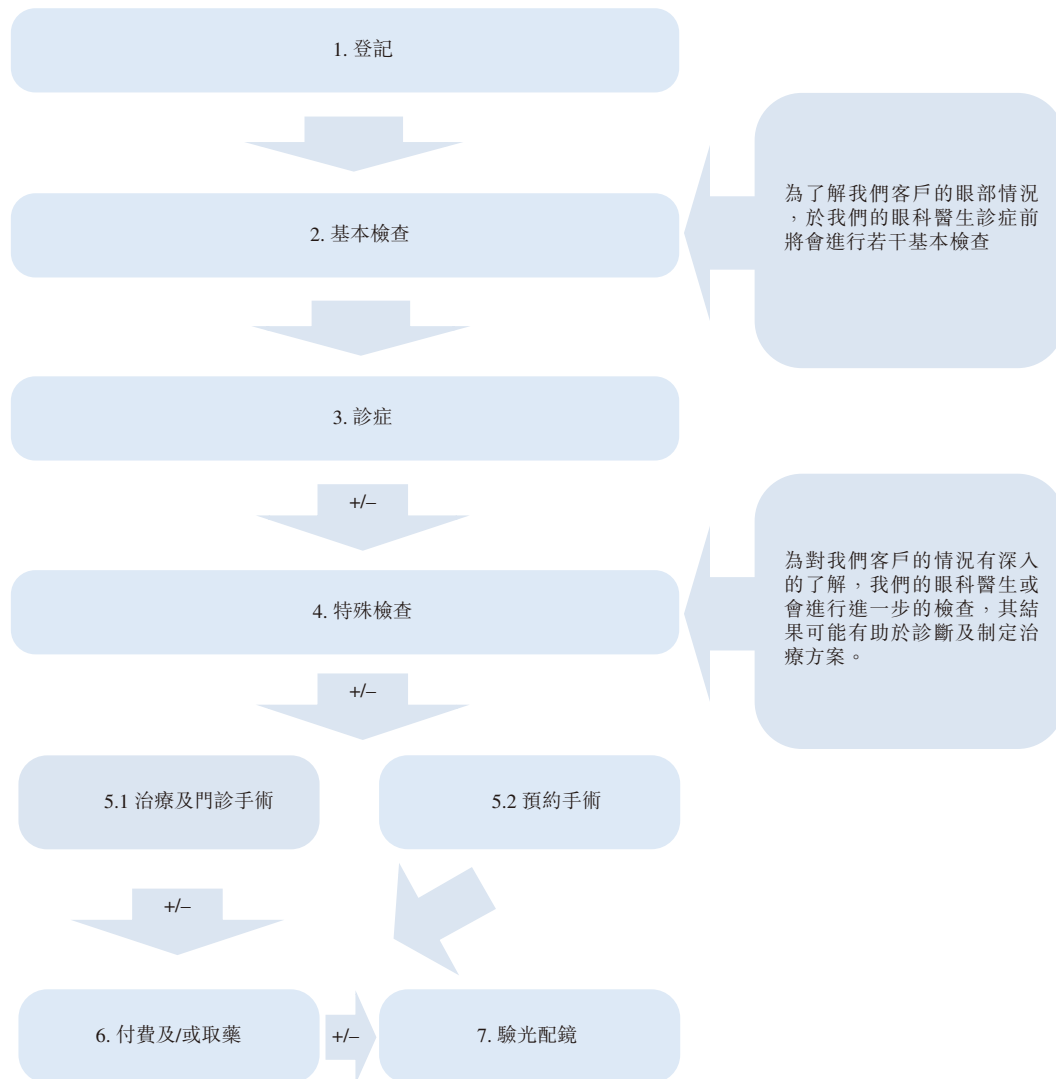 1. 登記
2. 基本檢查
為了解我們客戶的眼部情況
，於我們的眼科醫生診症前
將會進行若干基本檢查
3. 診症
+/–
4. 特殊檢查
為對我們客戶的情況有深入
的了解，我們的眼科醫生或
會進行進一步的檢查，其結
果可能有助於診斷及制定治
療方案。
+/–
5.1 治療及門診手術
5.2 預約手術
+/–
6. 付費及/或取藥
+/–
7. 驗光配鏡